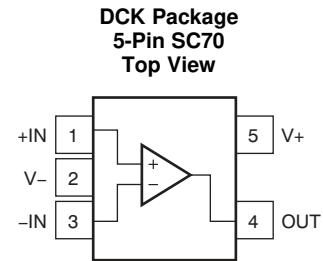 DCK Package
5-Pin SC70
Top View
+IN 1
5 V+
V− 2
−IN 3
4 OUT
+
−